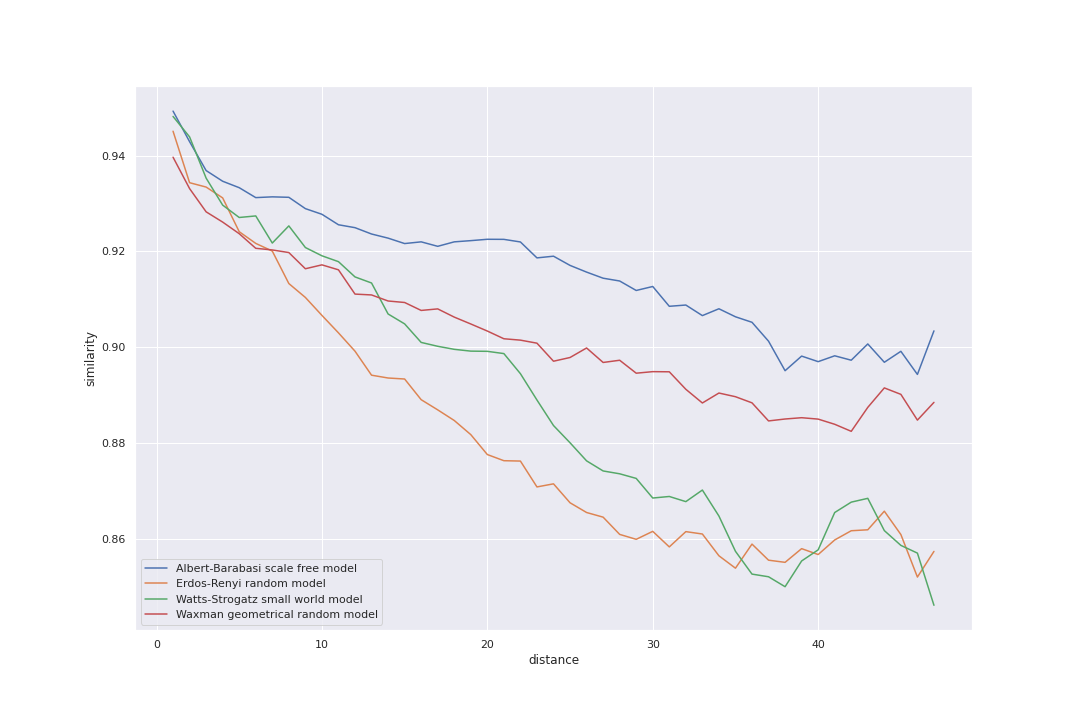 0.94
0.92
0.90
0.88
0.86
similarity
Albert-Barabasi scale free model
Erdos-Renyi random model
Watts-Strogatz small world model
Waxman geometrical random model
0 10 20 30 40
distance